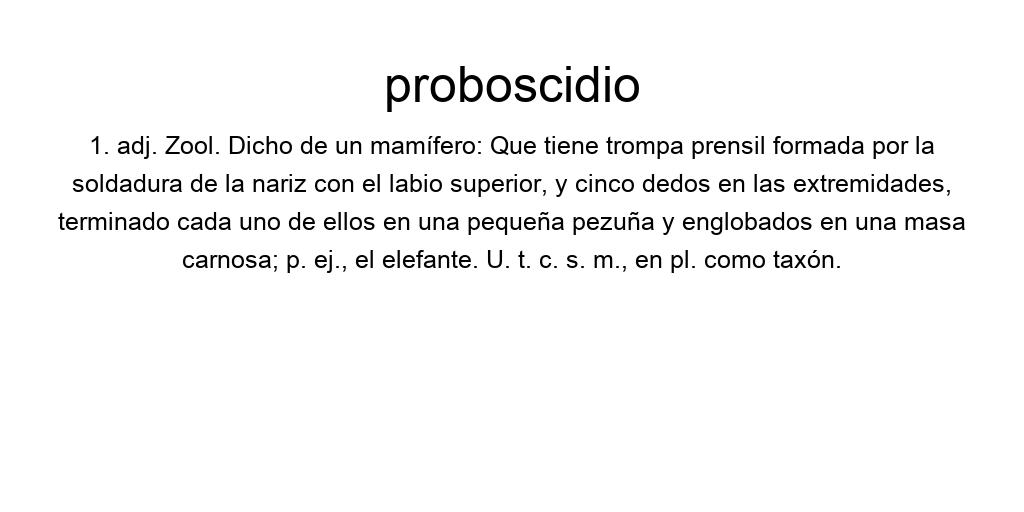 proboscidio
1. adj. Zool. Dicho de un mamífero: Que tiene trompa prensil formada por la
soldadura de la nariz con el labio superior, y cinco dedos en las extremidades,
terminado cada uno de ellos en una pequeña pezuña y englobados en una masa
carnosa; p. ej., el elefante. U. t. c. s. m., en pl. como taxón.